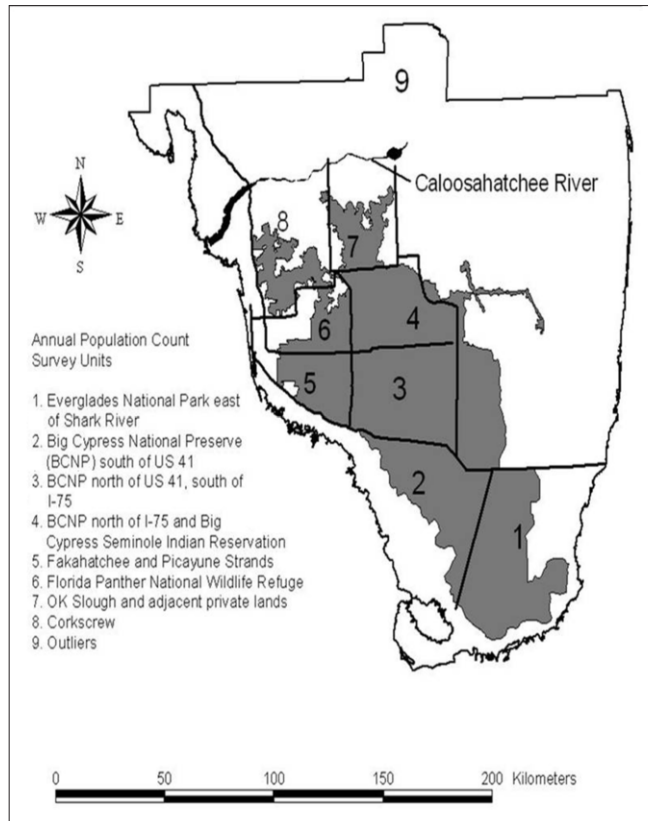 9
N
W E
S
Caloosahatchee River
8
7
4
6
5
3
2
1
Annual Population Count
Survey Units
1. Everglades National Park east
of Shark River
2. Big Cypress National Preserve
(BCNP) south of US 41
3. BCNP north of US 41, south of
I-75
4. BCNP north of I-75 and Big
Cypress Seminole Indian Reservation
5. Fakahatchee and Picayune Strands
6. Florida Panther National Wildlife Refuge
7. OK Slough and adjacent private lands
8. Corkscrew
9. Outliers
0 50 100 150 200 Kilometers